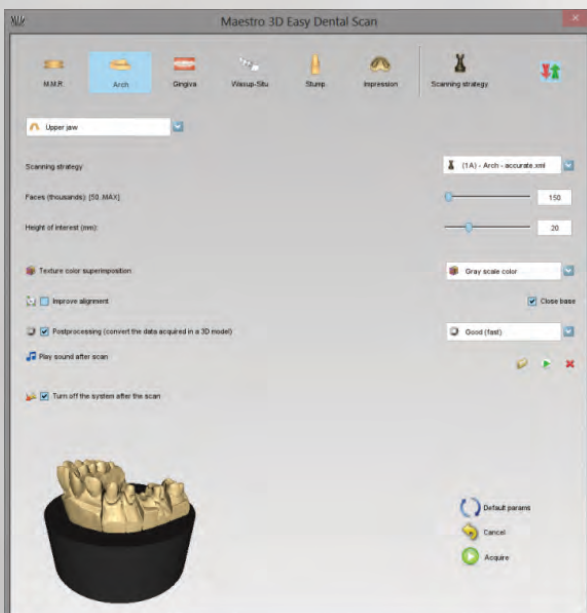 Maestro 3D Easy Dental Scan
M.M.R. Arch Gingiva Waxup-Situ Stump Impression Scanning strategy
Upper jaw
Scanning strategy (1A) - Arch - accurate.xml
Faces (thousands): [50..MAX] 150
Height of interest (mm): 20
Texture color superimposition Gray scale color
Improve alignment Close base
Postprocessing (convert the data acquired in a 3D model) Good (fast)
Play sound after scan
Turn off the system after the scan
Default params
Cancel
Acquire